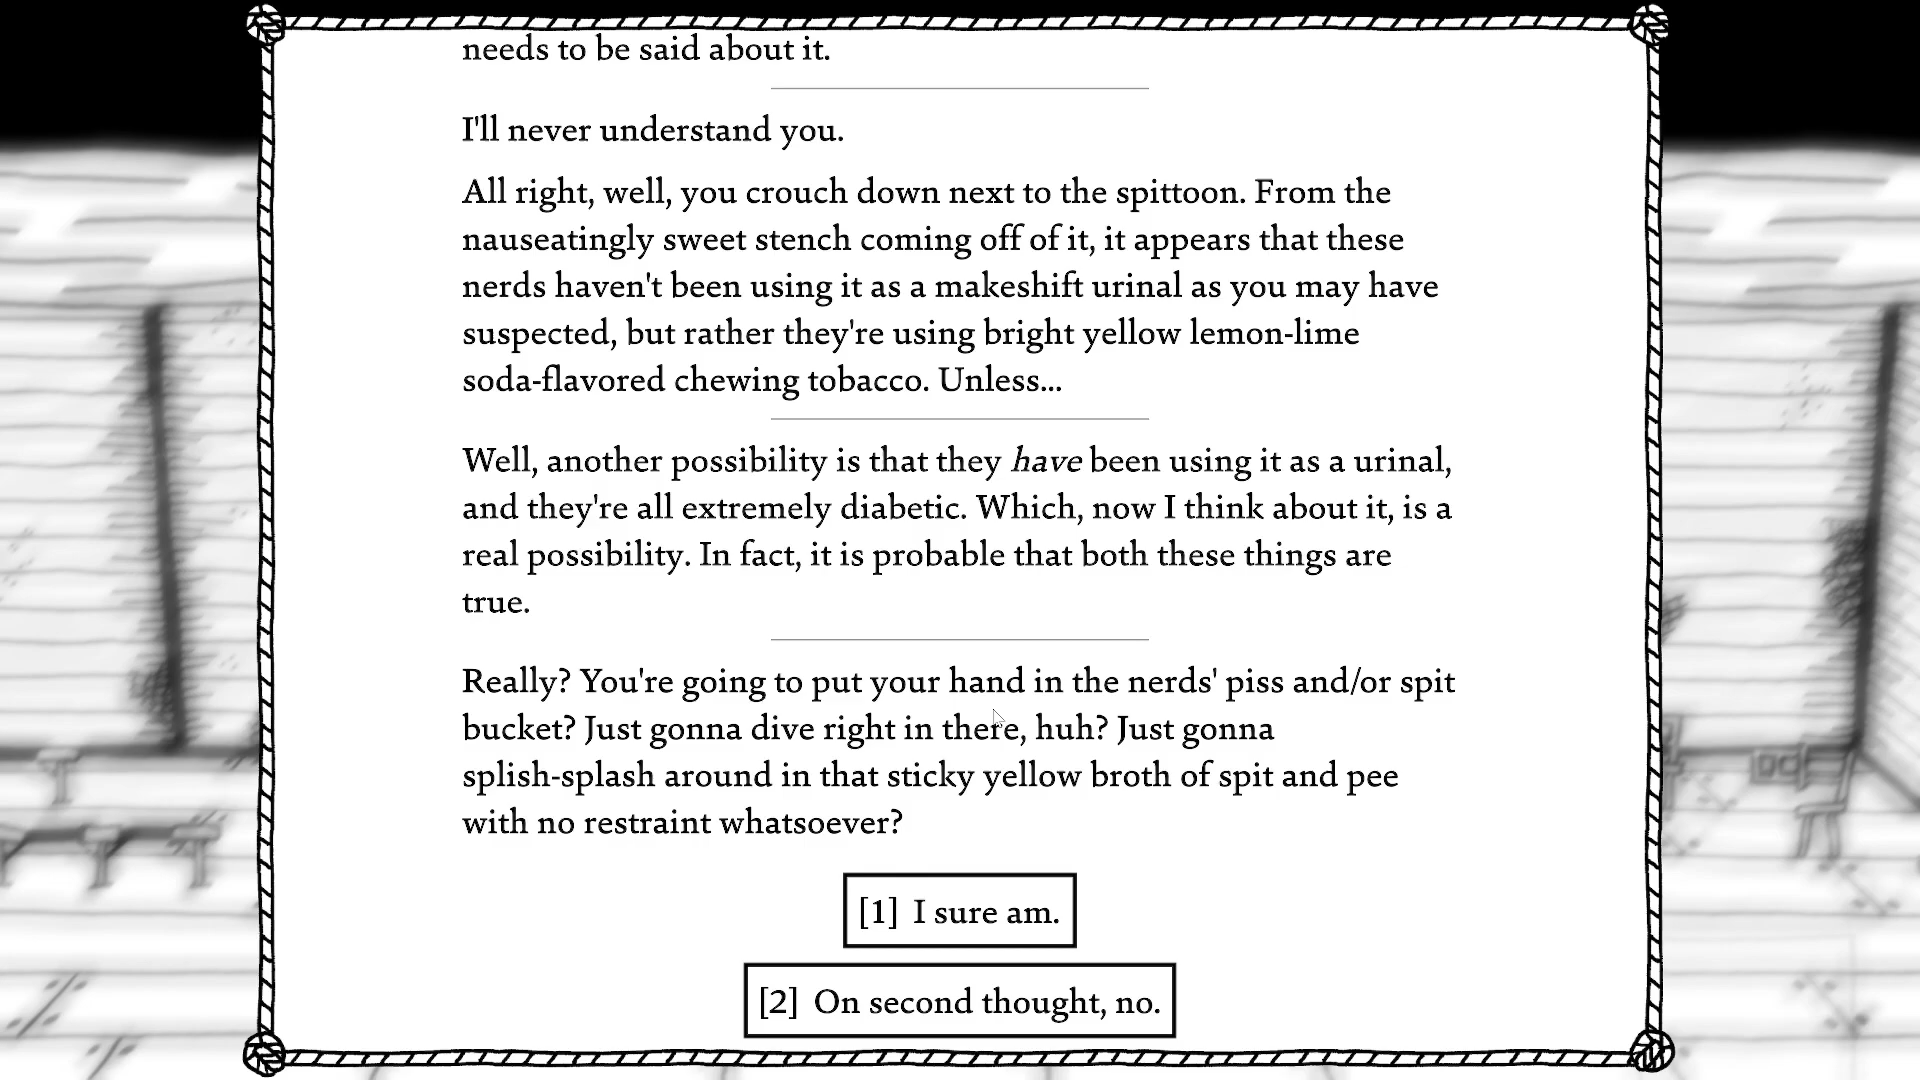 needs to be said about it.
I'll never understand you.
All right, well, you crouch down next to the spittoon. From the
nauseatingly sweet stench coming off of it, it appears that these
nerds haven't been using it as a makeshift urinal as you may have
suspected, but rather they're using bright yellow lemon-lime
soda-flavored chewing tobacco. Unless...
Well, another possibility is that they have been using it as a urinal,
and they're all extremely diabetic. Which, now I think about it, is a
real possibility. In fact, it is probable that both these things are
true.
Really? You're going to put your hand in the nerds' piss and/or spit
bucket? Just gonna dive right in there, huh? Just gonna
splish-splash around in that sticky yellow broth of spit and pee
with no restraint whatsoever?
[1] I sure am.
[2] On second thought, no.